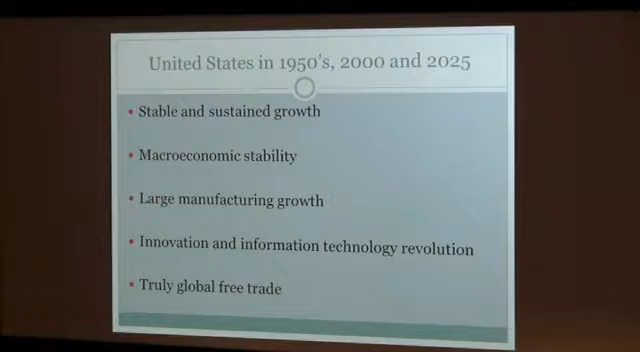 United States in 1950's, 2000 and 2025
Stable and sustained growth
Macroeconomic stability
Large manufacturing growth
Innovation and information technology revolution
Truly global free trade